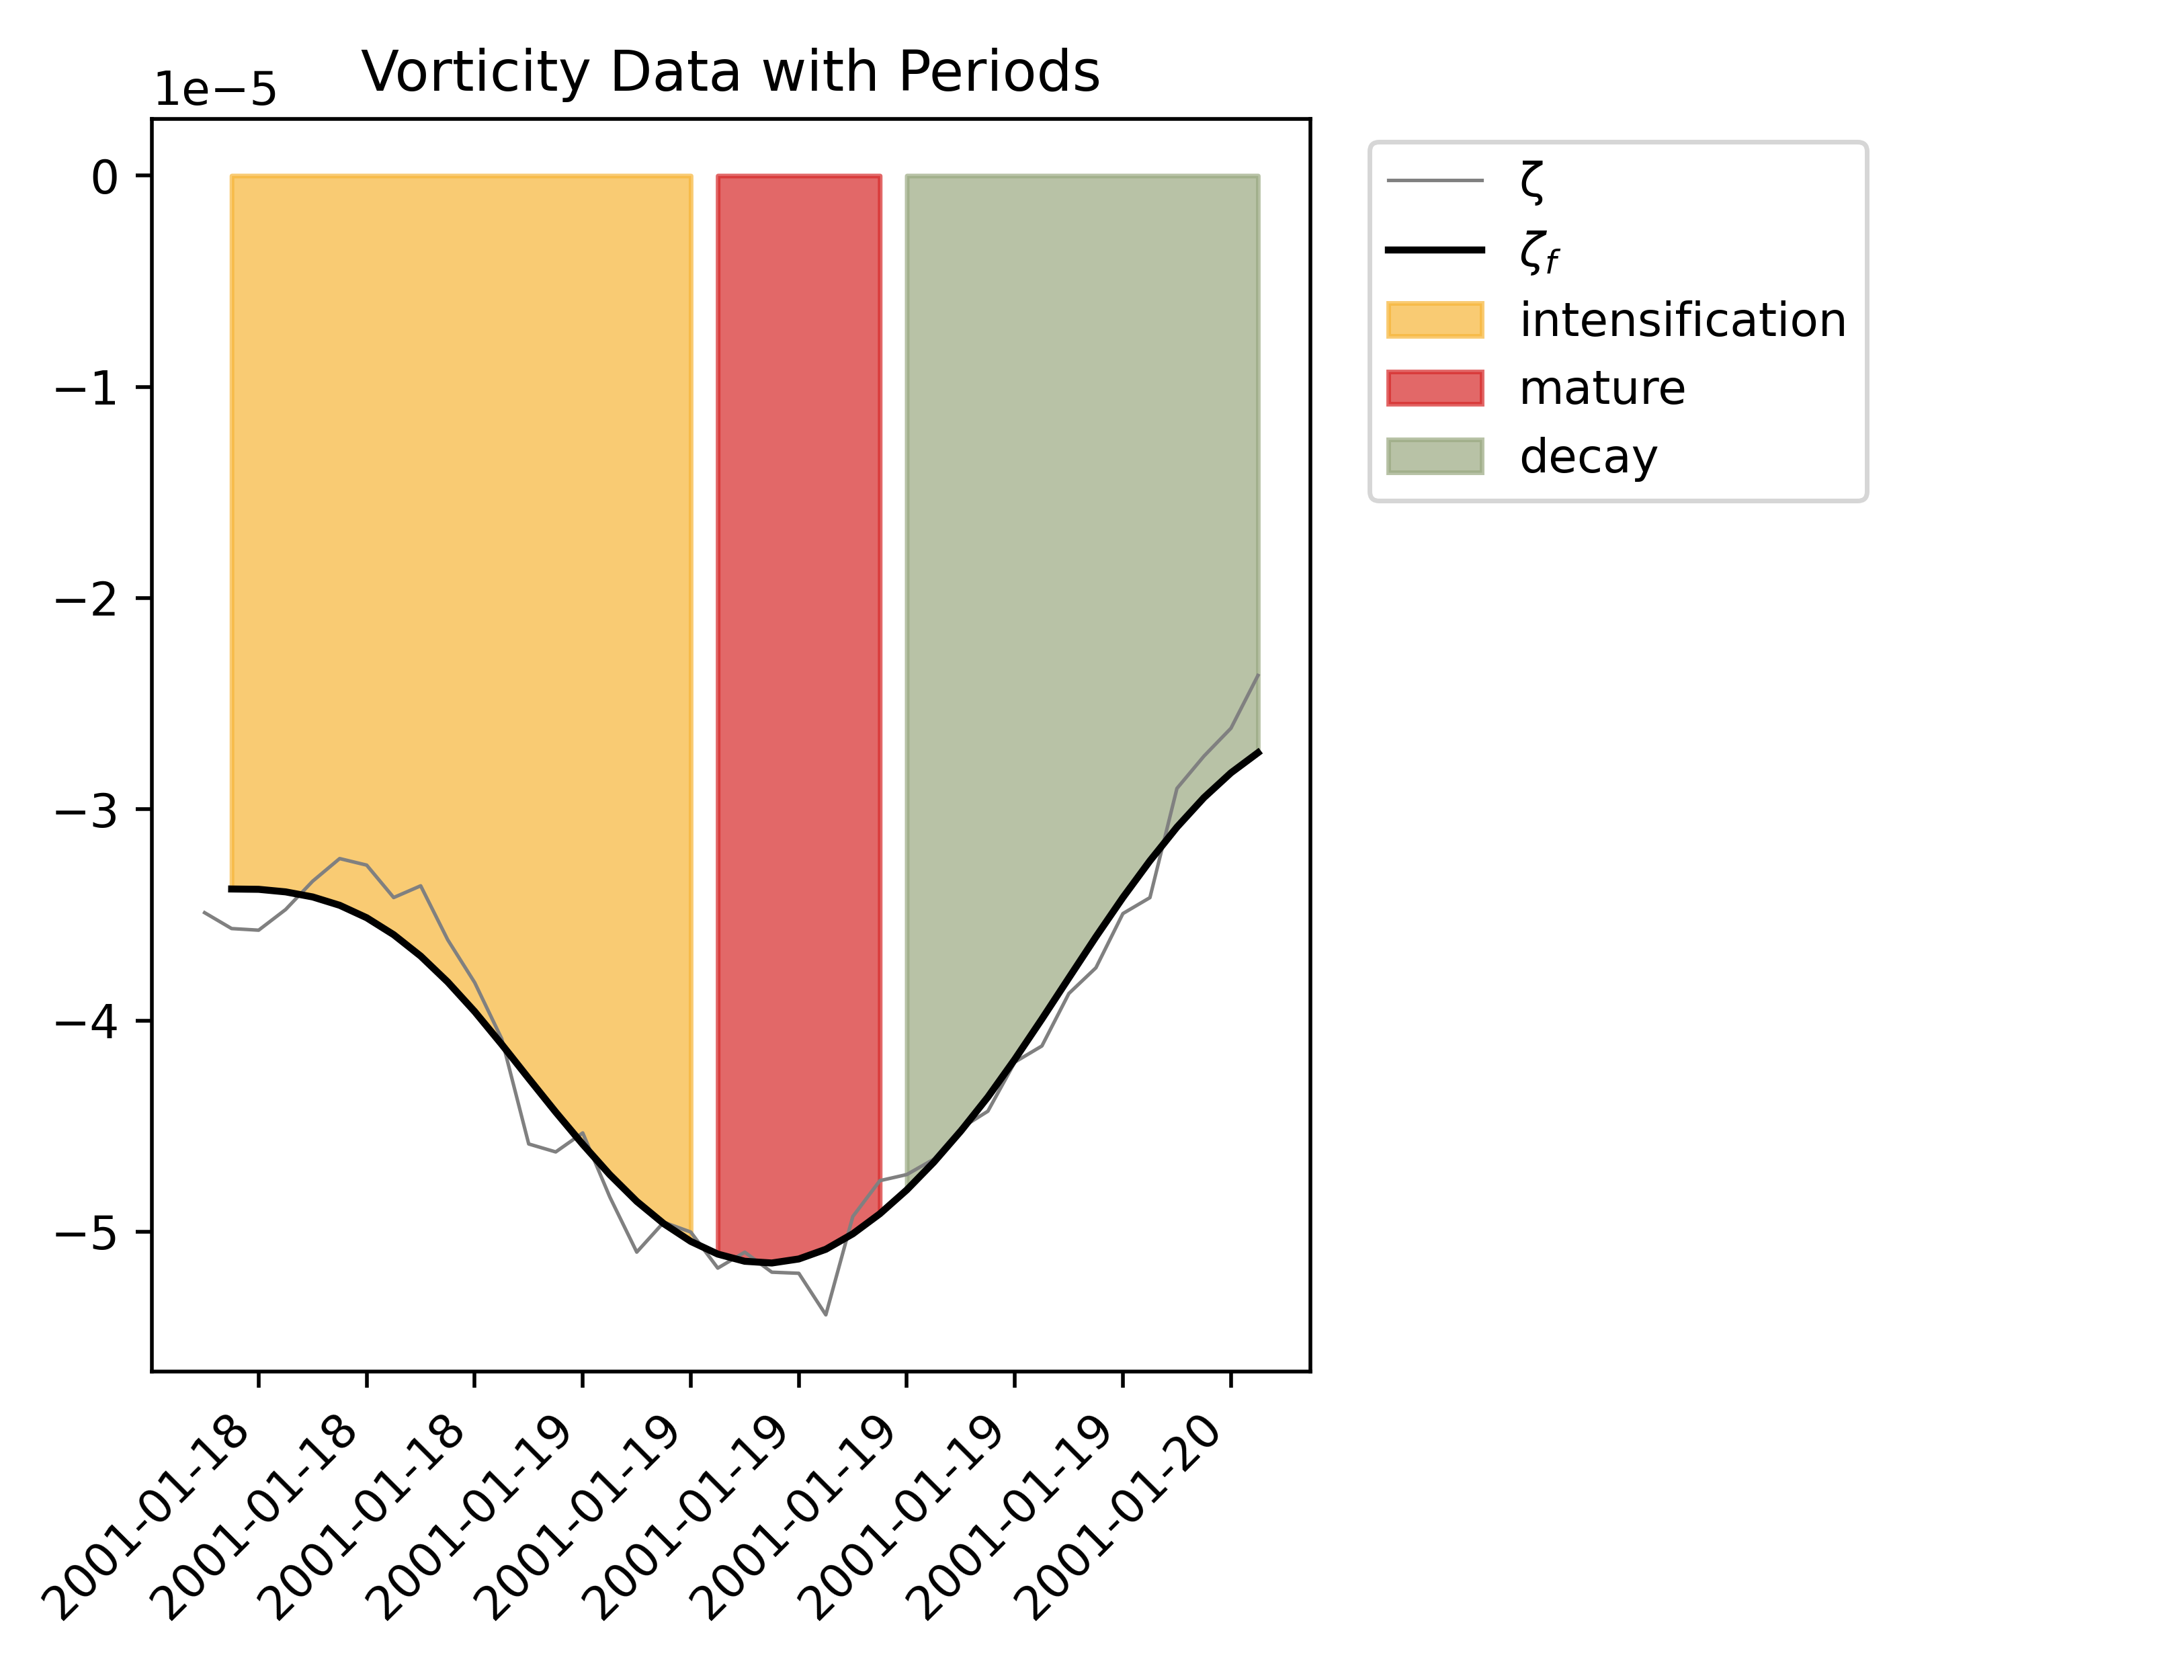 Vorticity Data with Periods
1e−5
0
−1
−2
−3
−4
−5
2001-01-18
2001-01-18
2001-01-18
2001-01-19
2001-01-19
2001-01-19
2001-01-19
2001-01-19
2001-01-19
2001-01-20
ζ
ζf
intensification
mature
decay